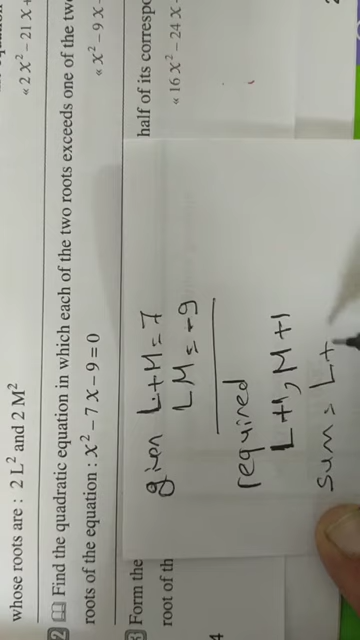 « 2 X² − 21 X +
whose roots are : 2 L² and 2 M²
2 Find the quadratic equation in which each of the two roots exceeds one of the two
roots of the equation : X² − 7 X − 9 = 0
« X² − 9 X −
3 Form the
half of its correspo
root of th
« 16 X² − 24 X −
4
given L+M=7
LM=-9
required
L+1, M+1
sum = L+